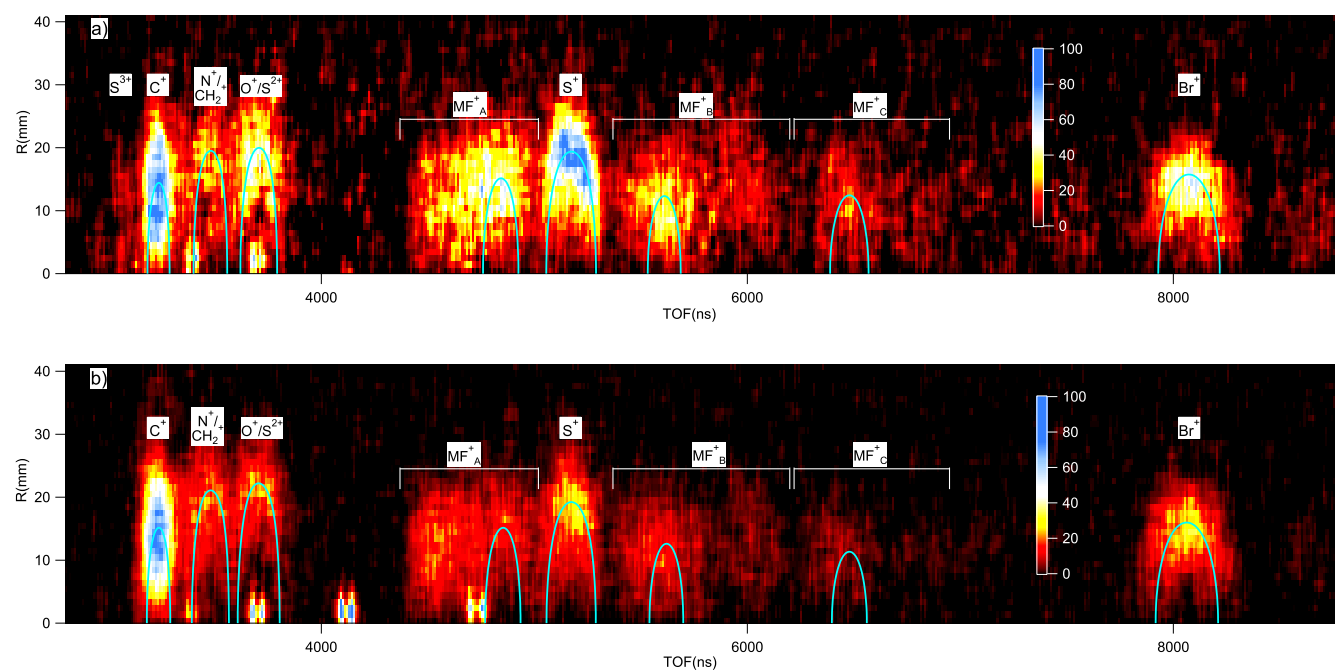 a)
40
30
20
10
0
R(mm)
S³⁺
C⁺
N⁺/
CH₂⁺
O⁺/S²⁺
MF⁺A
S⁺
MF⁺B
MF⁺C
Br⁺
100
80
60
40
20
0
4000
6000
8000
TOF(ns)
b)
40
30
20
10
0
R(mm)
C⁺
N⁺/
CH₂⁺
O⁺/S²⁺
MF⁺A
S⁺
MF⁺B
MF⁺C
Br⁺
100
80
60
40
20
0
4000
6000
8000
TOF(ns)